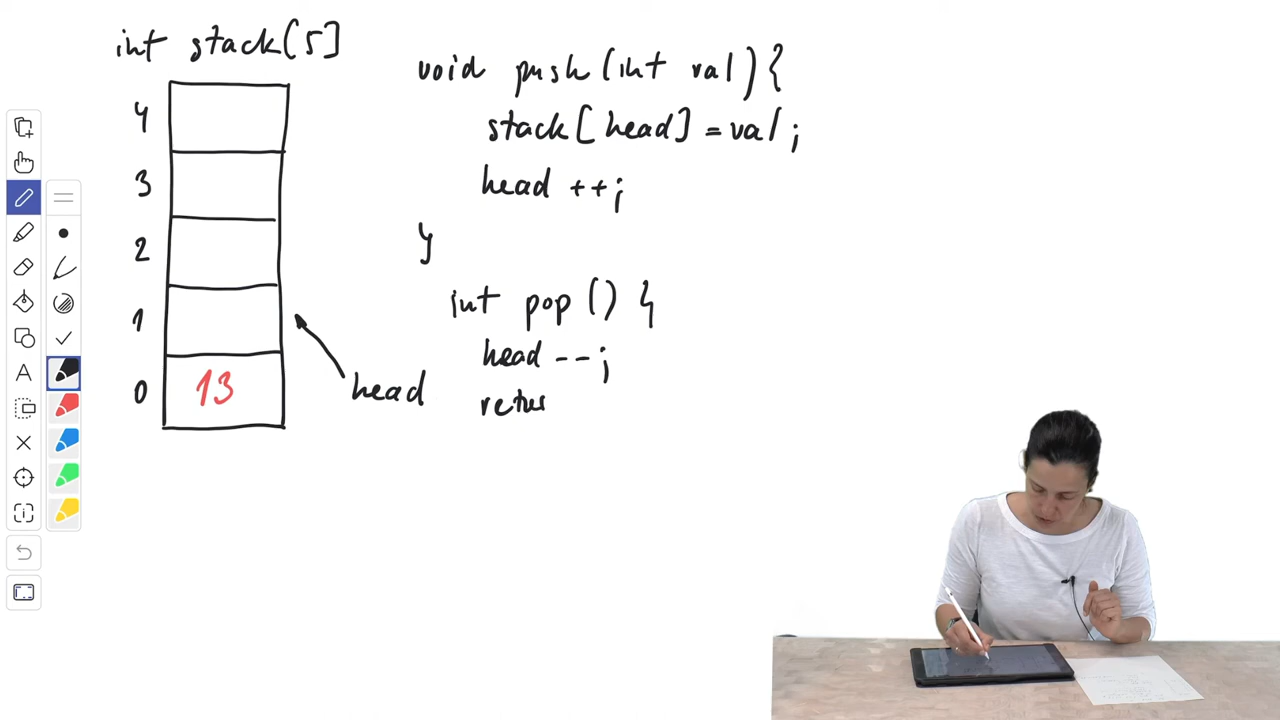 int stack[5]
4
3
2
1
0 13
head
void push (int val) {
stack[head] = val;
head ++;
}
int pop () {
head --;
retur
A